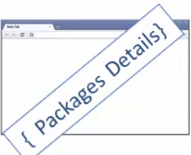 New Tab
{ Packages Details}